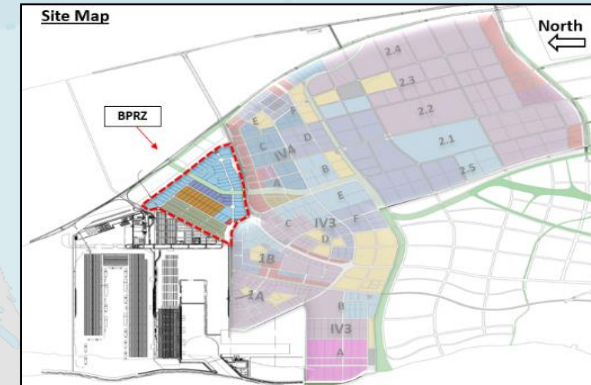 Site Map
North
BPRZ
2.4
2.3
2.2
2.1
2.5
E
F
D
C
IV4
B
A
E
F
C
IV3
D
1B
1A
B
IV3
A